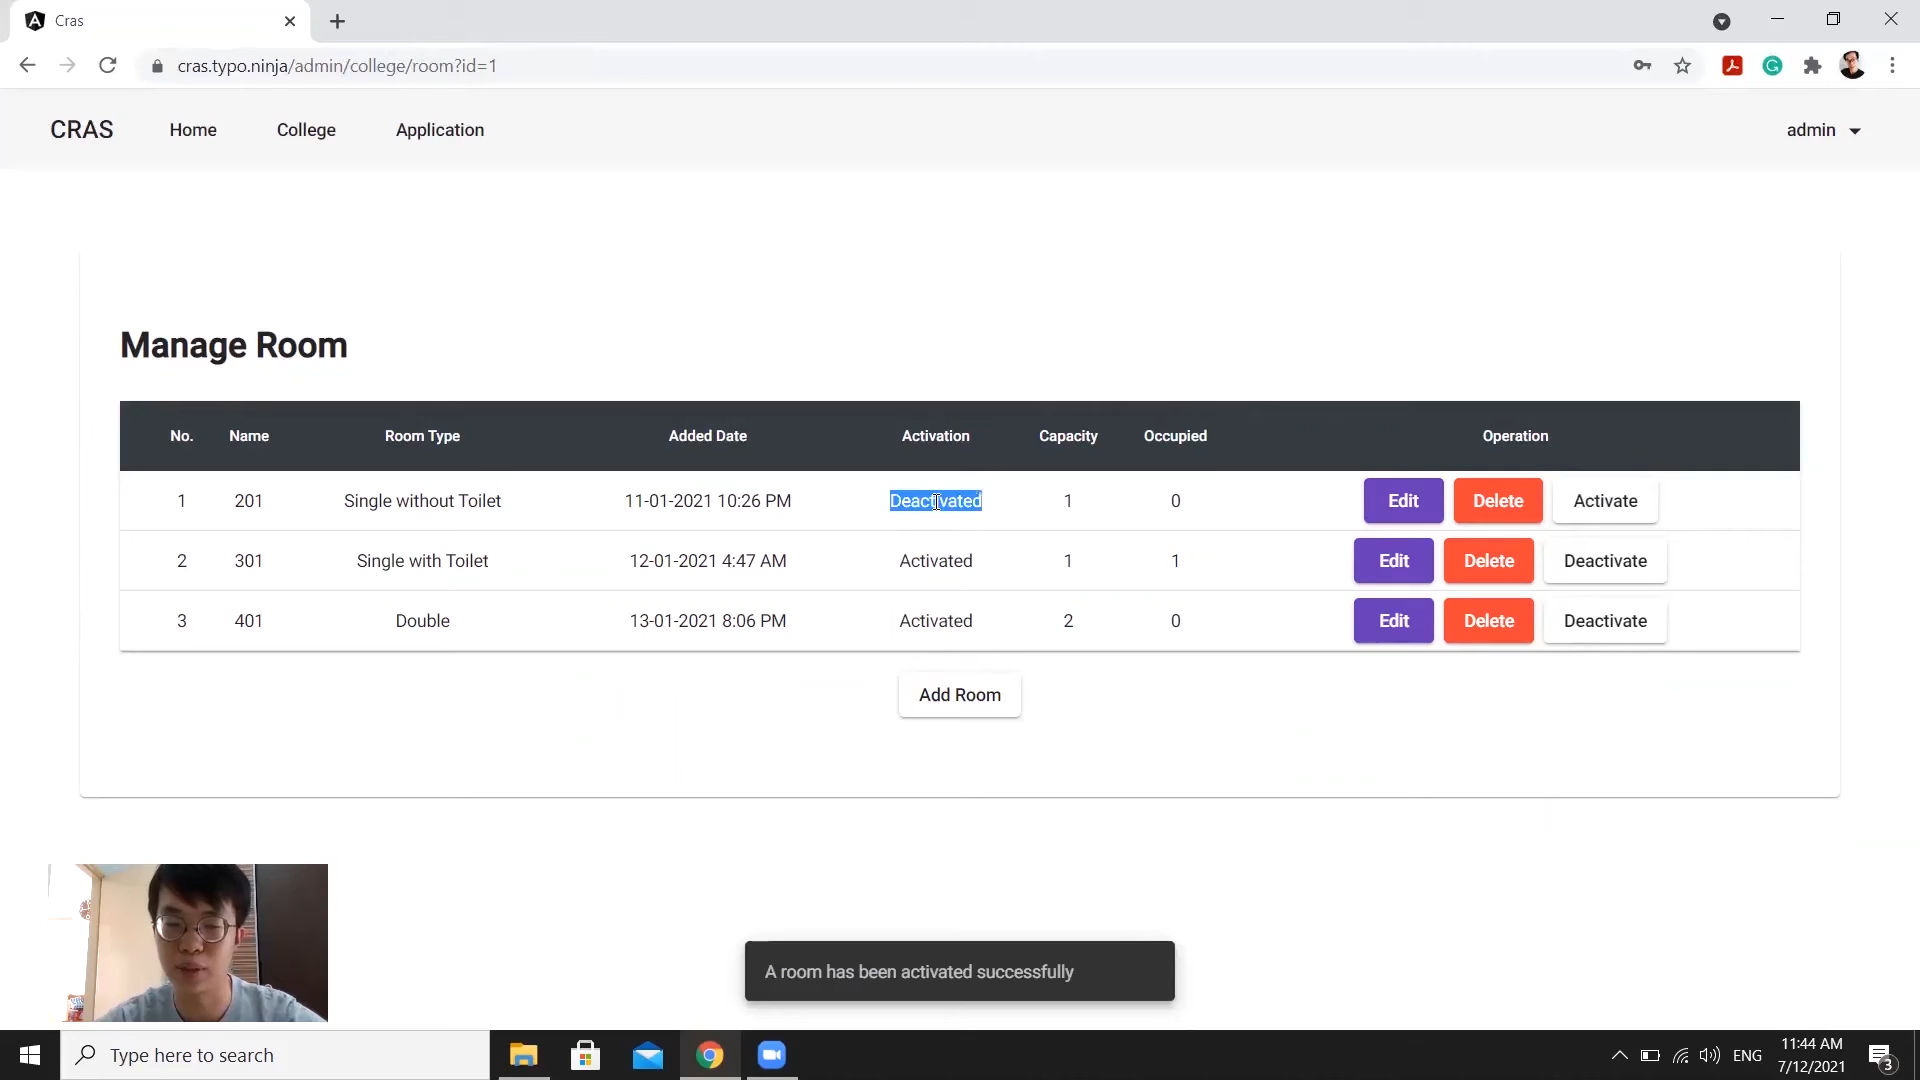 Cras
cras.typo.ninja/admin/college/room?id=1
CRAS Home College Application admin
Manage Room
No. Name Room Type Added Date Activation Capacity Occupied Operation
1 201 Single without Toilet 11-01-2021 10:26 PM Deactivated 1 0 Edit Delete Activate
2 301 Single with Toilet 12-01-2021 4:47 AM Activated 1 1 Edit Delete Deactivate
3 401 Double 13-01-2021 8:06 PM Activated 2 0 Edit Delete Deactivate
Add Room
A room has been activated successfully
Type here to search
ENG
11:44 AM
7/12/2021
3